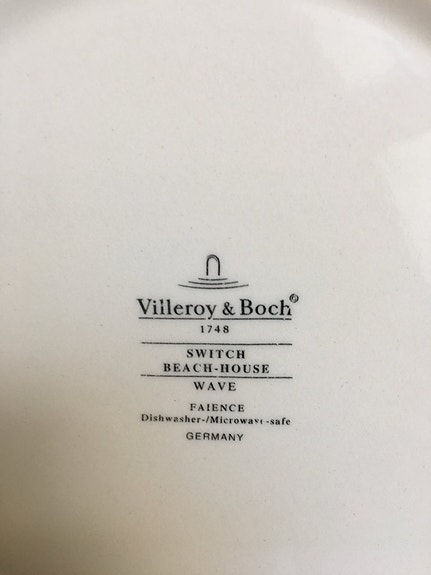 Villeroy & Boch®
1748
SWITCH
BEACH-HOUSE
WAVE
FAIENCE
Dishwasher-/Microwave-safe
GERMANY